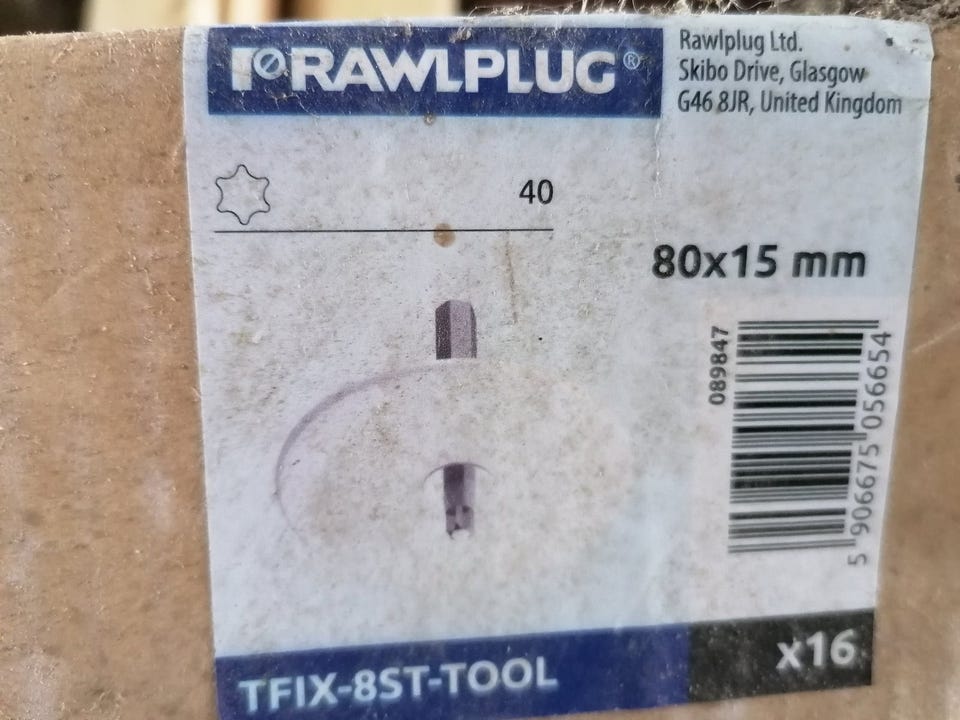 RAWLPLUG®
Rawlplug Ltd.
Skibo Drive, Glasgow
G46 8JR, United Kingdom
40
80x15 mm
089847
5 906675 056654
TFIX-8ST-TOOL
x16